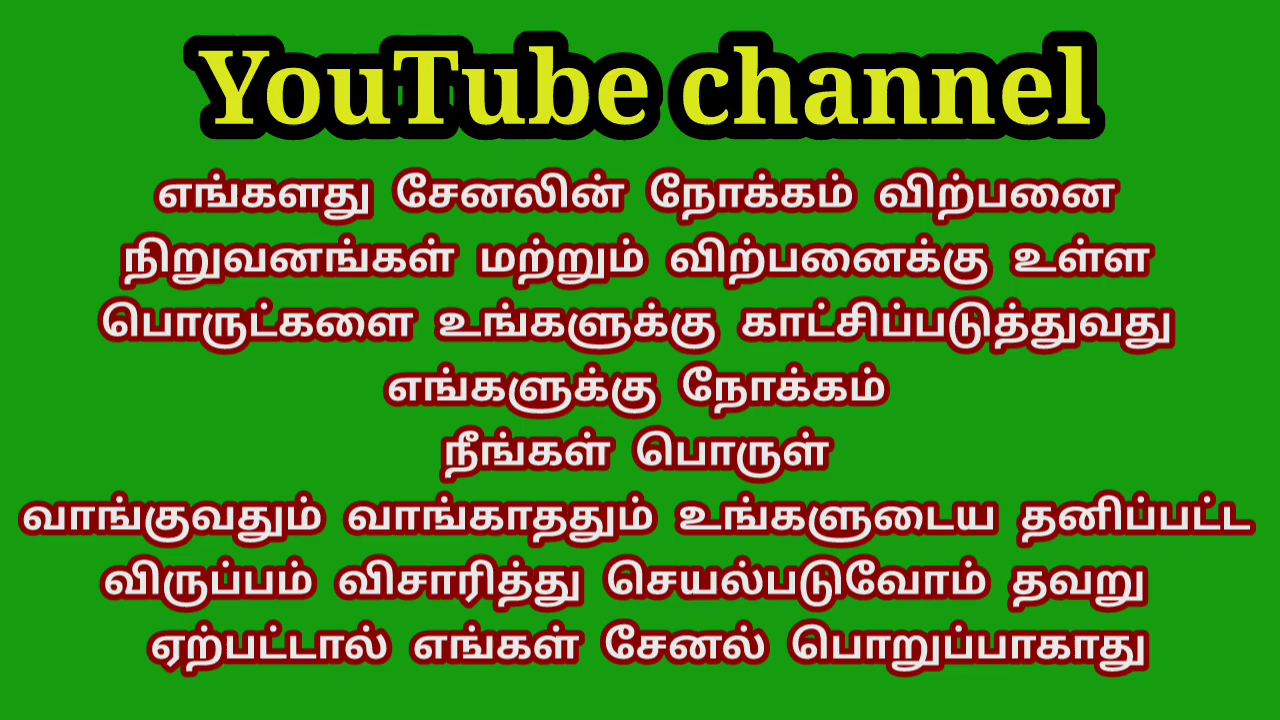 YouTube channel
எங்களது சேனலின் நோக்கம் விற்பனை
நிறுவனங்கள் மற்றும் விற்பனைக்கு உள்ள
பொருட்களை உங்களுக்கு காட்சிப்படுத்துவது
எங்களுக்கு நோக்கம்
நீங்கள் பொருள்
வாங்குவதும் வாங்காததும் உங்களுடைய தனிப்பட்ட
விருப்பம் விசாரித்து செயல்படுவோம் தவறு
ஏற்பட்டால் எங்கள் சேனல் பொறுப்பாகாது